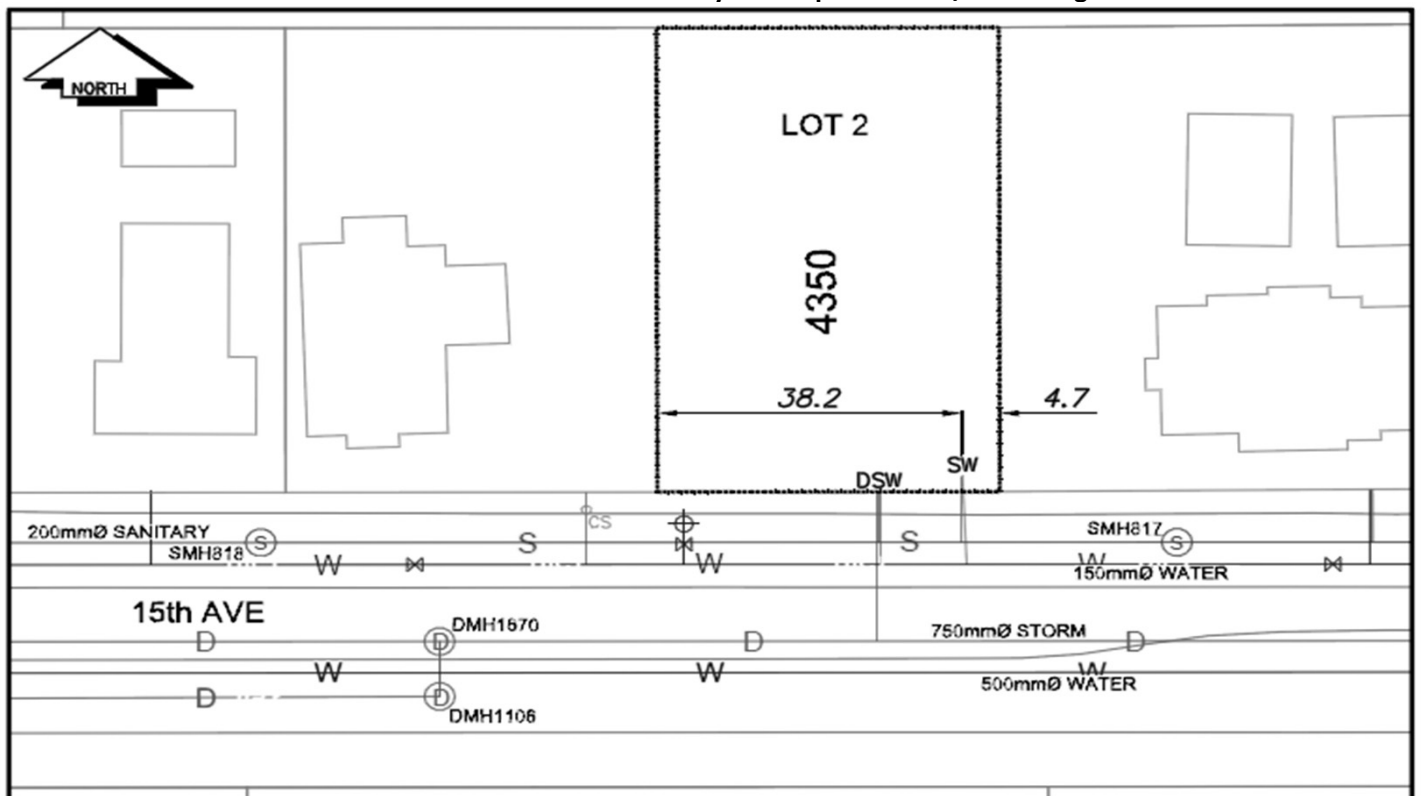 NORTH
LOT 2
4350
38.2
4.7
SW
DSW
CS
200mmØ SANITARY
SMH818
S
S
S
SMH817
S
W
W
W
150mmØ WATER
15th AVE
DMH1670
D
D
D
D
750mmØ STORM
W
W
W
500mmØ WATER
D
D
DMH1106